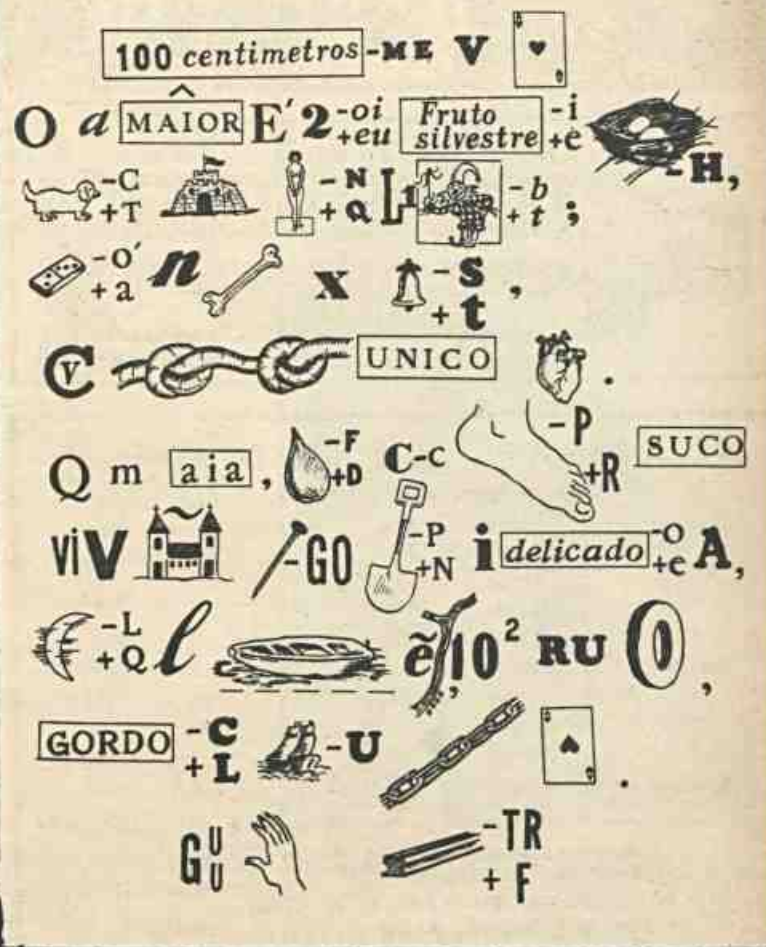 100 centimetros -ME V
O a MAIOR E' 2 -oi +eu Fruto silvestre -i +e -H,
-C +T -N +Q Li -b +t ;
-o' +a n x -S +t ,
C V UNICO .
Q m aia , -F +D C-c -P +R SUCO
viV -GO -P +N i delicado -o +e A,
-L +Q l ẽ, 10² RU O ,
GORDO -C +L -U .
G U U -TR + F